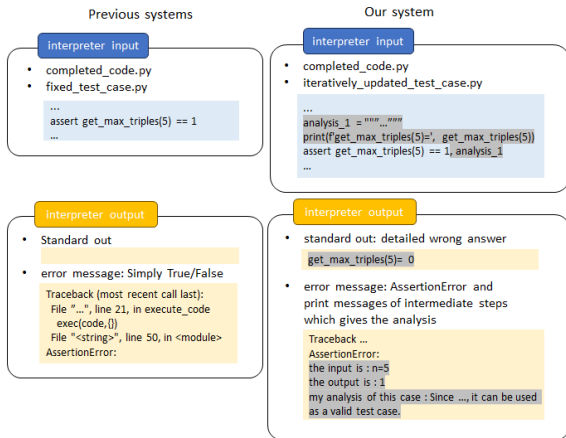 Previous systems
interpreter input
• completed_code.py
• fixed_test_case.py
...
assert get_max_triples(5) == 1
...
interpreter output
• Standard out
• error message: Simply True/False
Traceback (most recent call last):
File "...", line 21, in execute_code
exec(code,{})
File "<string>", line 50, in <module>
AssertionError:
Our system
interpreter input
• completed_code.py
• iteratively_updated_test_case.py
...
analysis_1 = """..."""
print(f'get_max_triples(5)=', get_max_triples(5))
assert get_max_triples(5) == 1, analysis_1
...
interpreter output
• standard out: detailed wrong answer
get_max_triples(5)= 0
• error message: AssertionError and
print messages of intermediate steps
which gives the analysis
Traceback ...
AssertionError:
the input is : n=5
the output is : 1
my analysis of this case : Since ..., it can be used
as a valid test case.